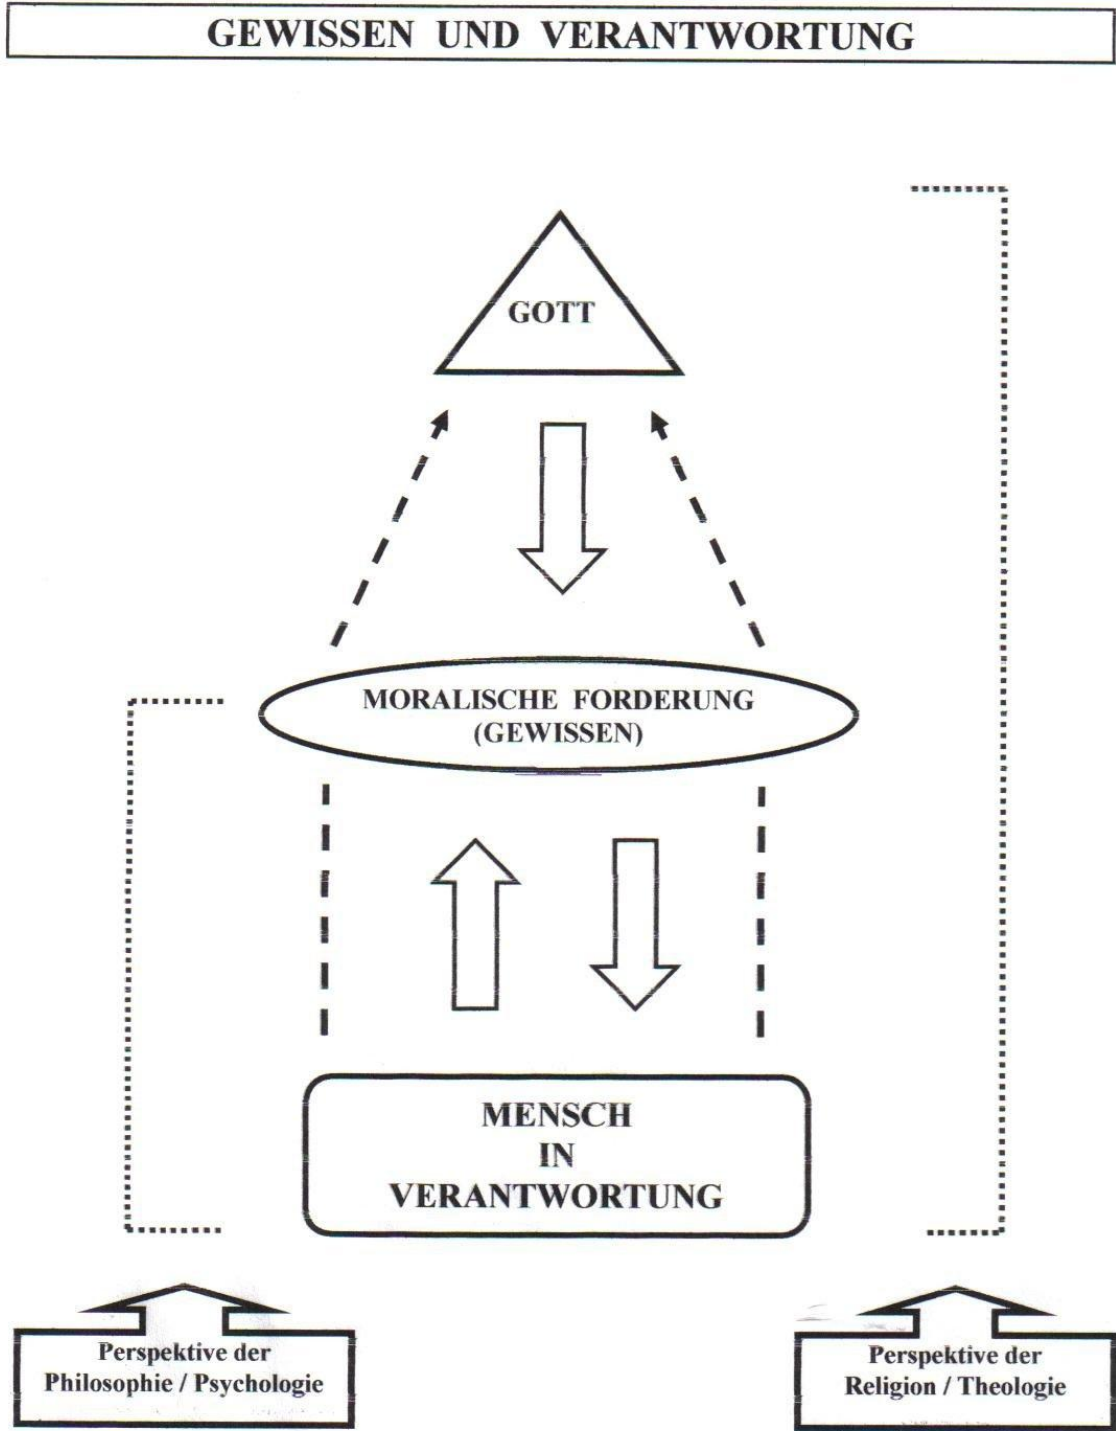 GEWISSEN UND VERANTWORTUNG
GOTT
MORALISCHE FORDERUNG
(GEWISSEN)
MENSCH
IN
VERANTWORTUNG
Perspektive der
Philosophie / Psychologie
Perspektive der
Religion / Theologie